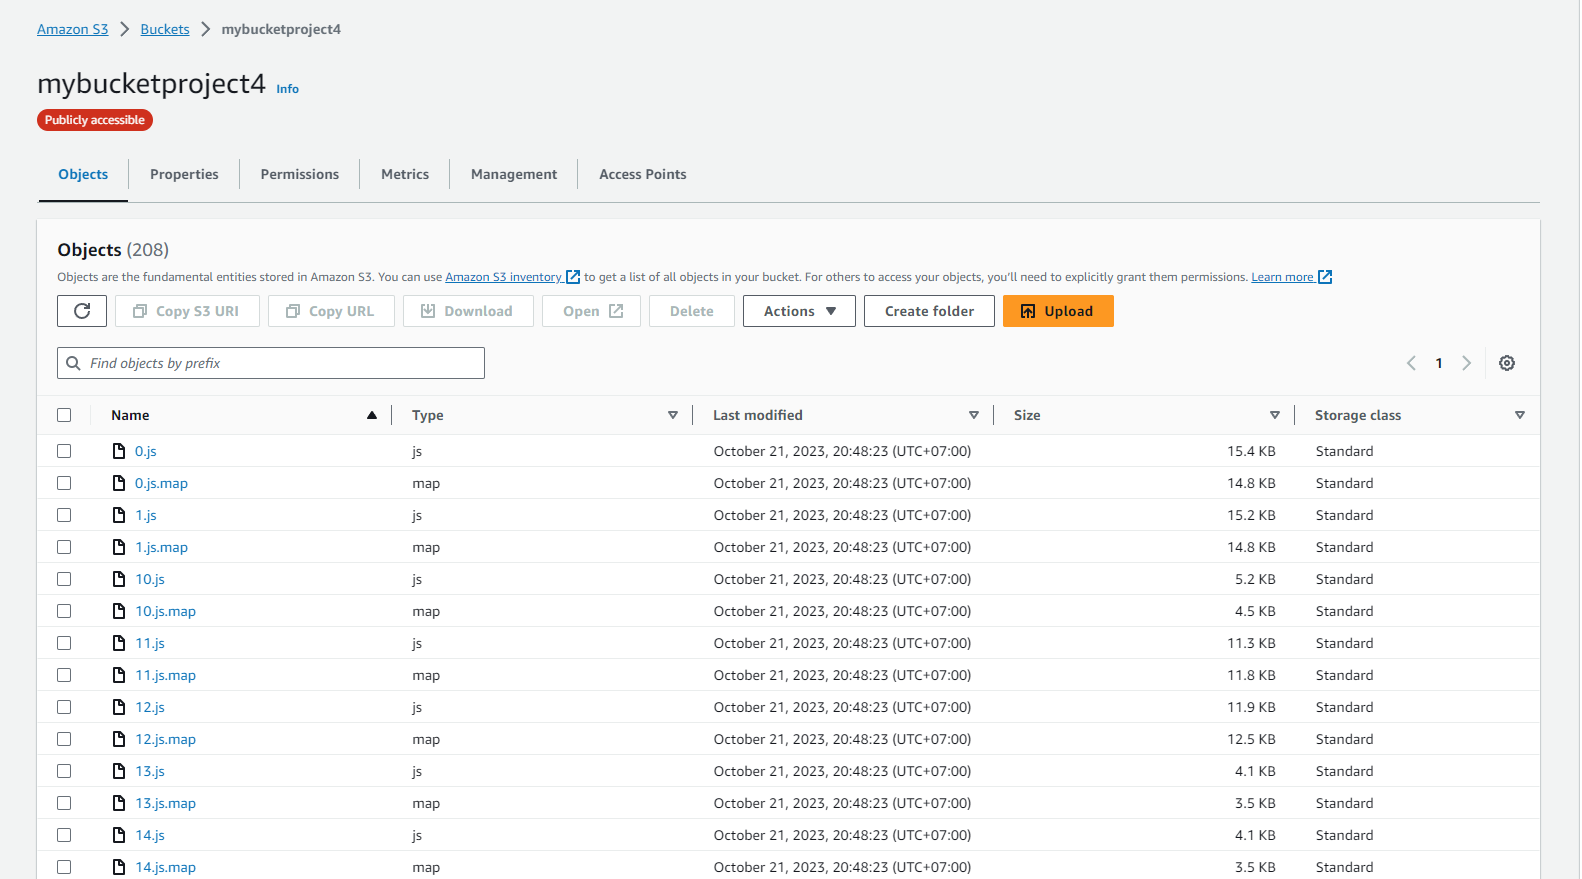 Amazon S3 > Buckets > mybucketproject4
mybucketproject4 Info
Publicly accessible
Objects Properties Permissions Metrics Management Access Points
Objects (208)
Objects are the fundamental entities stored in Amazon S3. You can use Amazon S3 inventory to get a list of all objects in your bucket. For others to access your objects, you'll need to explicitly grant them permissions. Learn more
Copy S3 URI Copy URL Download Open Delete Actions Create folder Upload
Find objects by prefix 1
Name Type Last modified Size Storage class
0.js js October 21, 2023, 20:48:23 (UTC+07:00) 15.4 KB Standard
0.js.map map October 21, 2023, 20:48:23 (UTC+07:00) 14.8 KB Standard
1.js js October 21, 2023, 20:48:23 (UTC+07:00) 15.2 KB Standard
1.js.map map October 21, 2023, 20:48:23 (UTC+07:00) 14.8 KB Standard
10.js js October 21, 2023, 20:48:23 (UTC+07:00) 5.2 KB Standard
10.js.map map October 21, 2023, 20:48:23 (UTC+07:00) 4.5 KB Standard
11.js js October 21, 2023, 20:48:23 (UTC+07:00) 11.3 KB Standard
11.js.map map October 21, 2023, 20:48:23 (UTC+07:00) 11.8 KB Standard
12.js js October 21, 2023, 20:48:23 (UTC+07:00) 11.9 KB Standard
12.js.map map October 21, 2023, 20:48:23 (UTC+07:00) 12.5 KB Standard
13.js js October 21, 2023, 20:48:23 (UTC+07:00) 4.1 KB Standard
13.js.map map October 21, 2023, 20:48:23 (UTC+07:00) 3.5 KB Standard
14.js js October 21, 2023, 20:48:23 (UTC+07:00) 4.1 KB Standard
14.js.map map October 21, 2023, 20:48:23 (UTC+07:00) 3.5 KB Standard